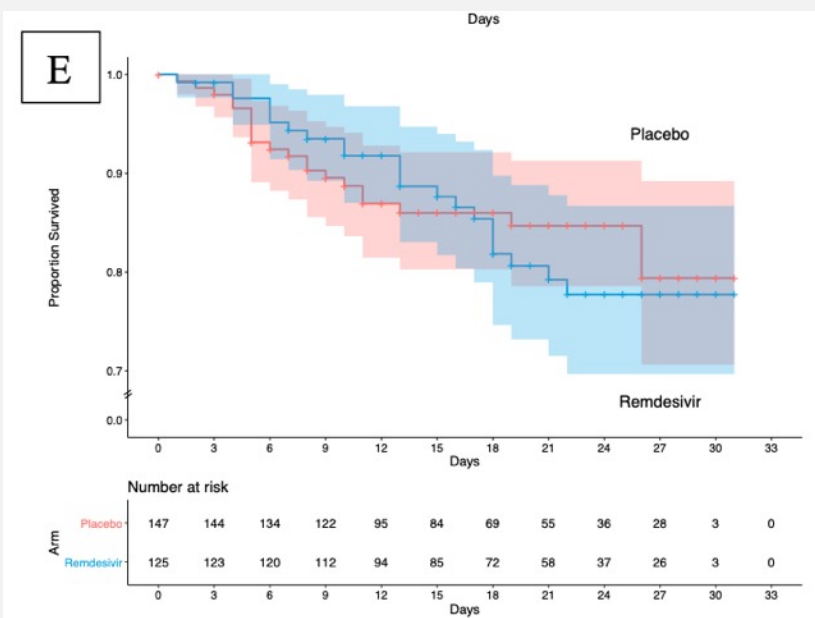 Days
E
Proportion Survived
1.0
0.9
0.8
0.7
0.0
Placebo
Remdesivir
0 3 6 9 12 15 18 21 24 27 30 33
Days
Number at risk
Arm
Placebo 147 144 134 122 95 84 69 55 36 28 3 0
Remdesivir 125 123 120 112 94 85 72 58 37 26 3 0
0 3 6 9 12 15 18 21 24 27 30 33
Days